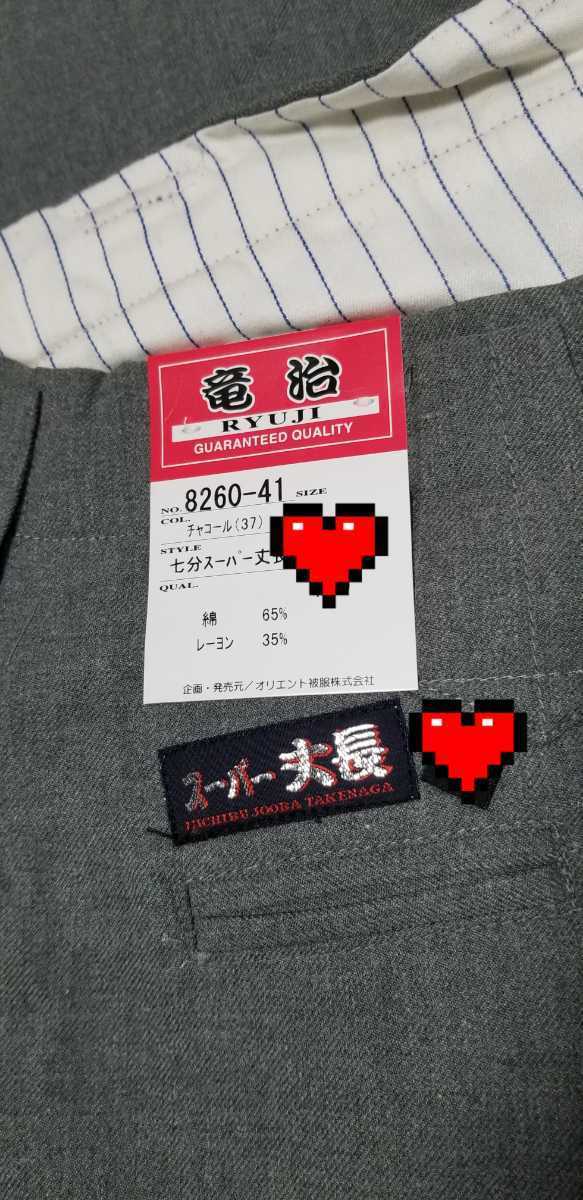 竜治
RYUJI
GUARANTEED QUALITY
NO. 8260-41 SIZE
COL. チャコール(37)
STYLE 七分スーパー丈
QUAL.
綿 65%
レーヨン 35%
企画・発売元/オリエント被服株式会社
スーパー丈長
HICHIBU JOOBA TAKENAGA